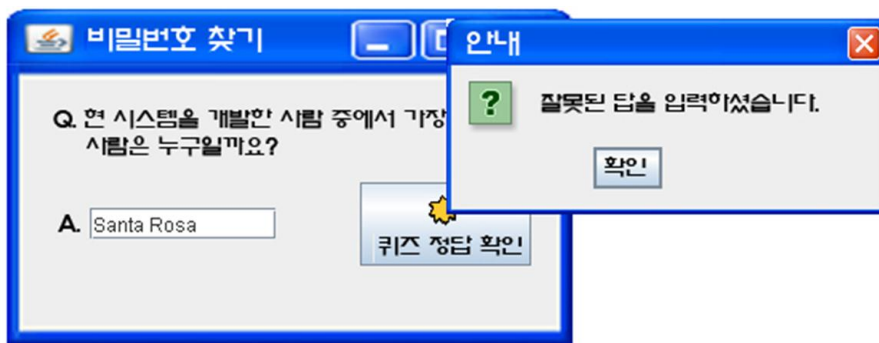 비밀번호 찾기
Q. 현 시스템을 개발한 사람 중에서 가장
사람은 누구일까요?
A. Santa Rosa
퀴즈 정답 확인
안내
잘못된 답을 입력하셨습니다.
확인